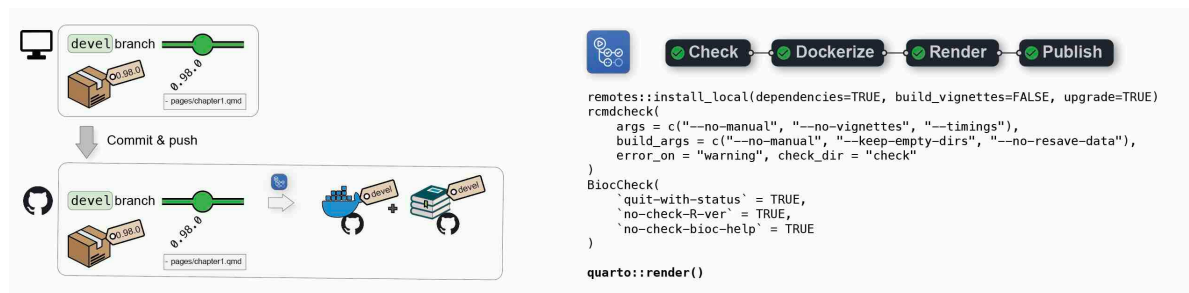 devel branch
0.98.0
0.98.0
- pages/chapter1.qmd
Commit & push
devel branch
0.98.0
0.98.0
- pages/chapter1.qmd
devel
+
devel
Check
Dockerize
Render
Publish
remotes::install_local(dependencies=TRUE, build_vignettes=FALSE, upgrade=TRUE)
rcmdcheck(
    args = c("--no-manual", "--no-vignettes", "--timings"),
    build_args = c("--no-manual", "--keep-empty-dirs", "--no-resave-data"),
    error_on = "warning", check_dir = "check"
)
BiocCheck(
    `quit-with-status` = TRUE,
    `no-check-R-ver` = TRUE,
    `no-check-bioc-help` = TRUE
)
quarto::render()